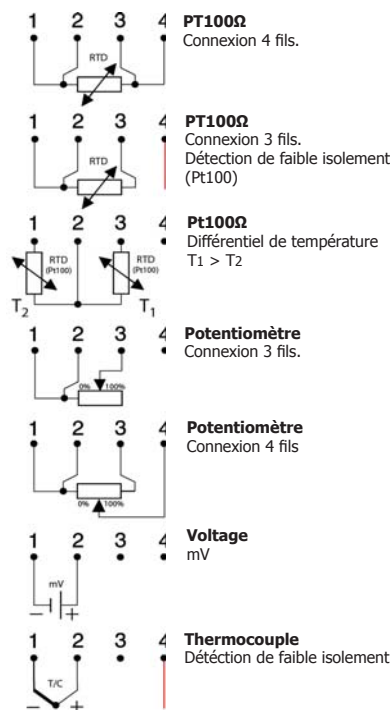 1 2 3 4
RTD
PT100Ω
Connexion 4 fils.
1 2 3 4
RTD
PT100Ω
Connexion 3 fils.
Détection de faible isolement
(Pt100)
1 2 3 4
RTD
(Pt100)
RTD
(Pt100)
T2 T1
Pt100Ω
Différentiel de température
T1 > T2
1 2 3 4
0% 100%
Potentiomètre
Connexion 3 fils.
1 2 3 4
0% 100%
Potentiomètre
Connexion 4 fils
1 2 3 4
mV
− +
Voltage
mV
1 2 3 4
T/C
− +
Thermocouple
Détéction de faible isolement